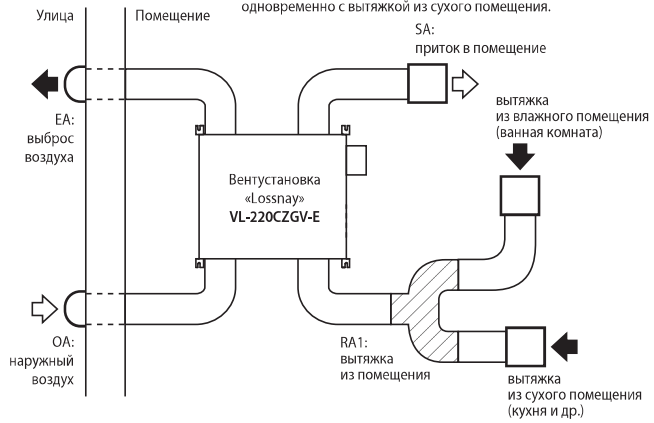 одновременно с вытяжкой из сухого помещения.
Улица
Помещение
SA:
приток в помещение
EA:
выброс
воздуха
вытяжка
из влажного помещения
(ванная комната)
Вентустановка
«Lossnay»
VL-220CZGV-E
OA:
наружный
воздух
RA1:
вытяжка
из помещения
вытяжка
из сухого помещения
(кухня и др.)